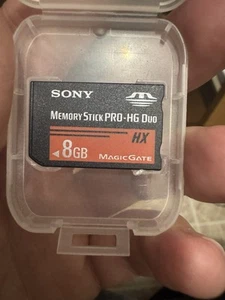 SONY
MEMORY STICK PRO-HG DUO
HX
8GB
MAGICGATE